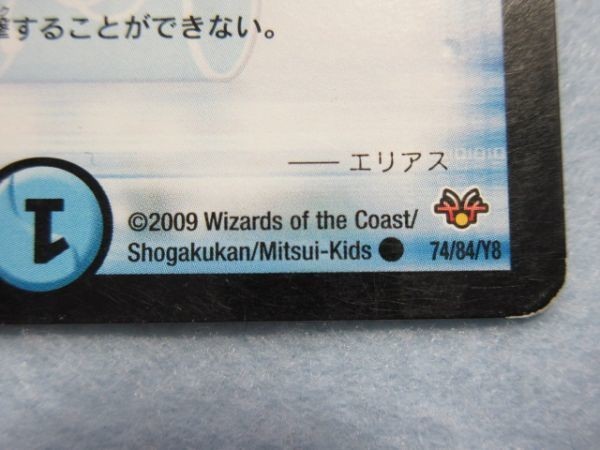 することができない。
── エリアス
1
©2009 Wizards of the Coast/
Shogakukan/Mitsui-Kids ● 74/84/Y8